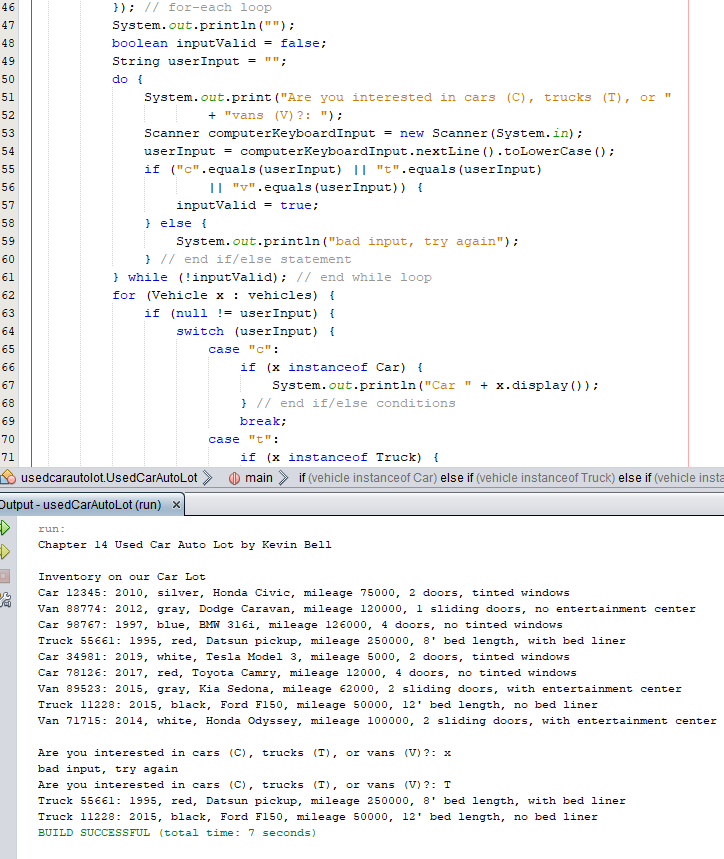 46 }); // for-each loop
47 System.out.println("");
48 boolean inputValid = false;
49 String userInput = "";
50 do {
51 System.out.print("Are you interested in cars (C), trucks (T), or "
52 + "vans (V)?: ");
53 Scanner computerKeyboardInput = new Scanner(System.in);
54 userInput = computerKeyboardInput.nextLine().toLowerCase();
55 if ("c".equals(userInput) || "t".equals(userInput)
56 || "v".equals(userInput)) {
57 inputValid = true;
58 } else {
59 System.out.println("bad input, try again");
60 } // end if/else statement
61 } while (!inputValid); // end while loop
62 for (Vehicle x : vehicles) {
63 if (null != userInput) {
64 switch (userInput) {
65 case "c":
66 if (x instanceof Car) {
67 System.out.println("Car " + x.display());
68 } // end if/else conditions
69 break;
70 case "t":
71 if (x instanceof Truck) {
usedcarautolot.UsedCarAutoLot main if (vehicle instanceof Car) else if (vehicle instanceof Truck) else if (vehicle insta
Output - usedCarAutoLot (run) ×
run:
Chapter 14 Used Car Auto Lot by Kevin Bell
Inventory on our Car Lot
Car 12345: 2010, silver, Honda Civic, mileage 75000, 2 doors, tinted windows
Van 88774: 2012, gray, Dodge Caravan, mileage 120000, 1 sliding doors, no entertainment center
Car 98767: 1997, blue, BMW 316i, mileage 126000, 4 doors, no tinted windows
Truck 55661: 1995, red, Datsun pickup, mileage 250000, 8' bed length, with bed liner
Car 34981: 2019, white, Tesla Model 3, mileage 5000, 2 doors, tinted windows
Car 78126: 2017, red, Toyota Camry, mileage 12000, 4 doors, no tinted windows
Van 89523: 2015, gray, Kia Sedona, mileage 62000, 2 sliding doors, with entertainment center
Truck 11228: 2015, black, Ford F150, mileage 50000, 12' bed length, no bed liner
Van 71715: 2014, white, Honda Odyssey, mileage 100000, 2 sliding doors, with entertainment center
Are you interested in cars (C), trucks (T), or vans (V)?: x
bad input, try again
Are you interested in cars (C), trucks (T), or vans (V)?: T
Truck 55661: 1995, red, Datsun pickup, mileage 250000, 8' bed length, with bed liner
Truck 11228: 2015, black, Ford F150, mileage 50000, 12' bed length, no bed liner
BUILD SUCCESSFUL (total time: 7 seconds)